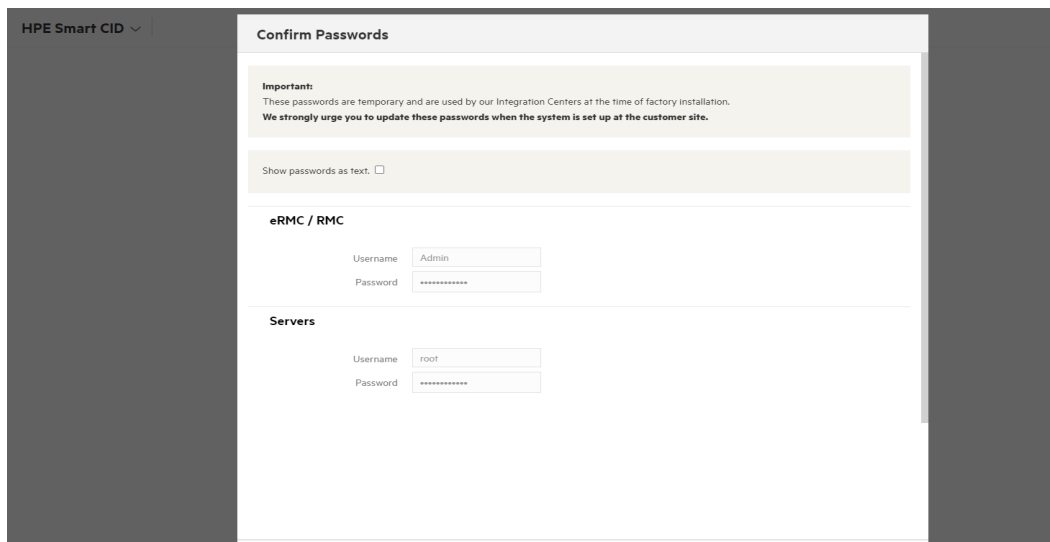 HPE Smart CID
Confirm Passwords
Important:
These passwords are temporary and are used by our Integration Centers at the time of factory installation.
We strongly urge you to update these passwords when the system is set up at the customer site.
Show passwords as text.
eRMC / RMC
Username Admin
Password ••••••••••••
Servers
Username root
Password ••••••••••••